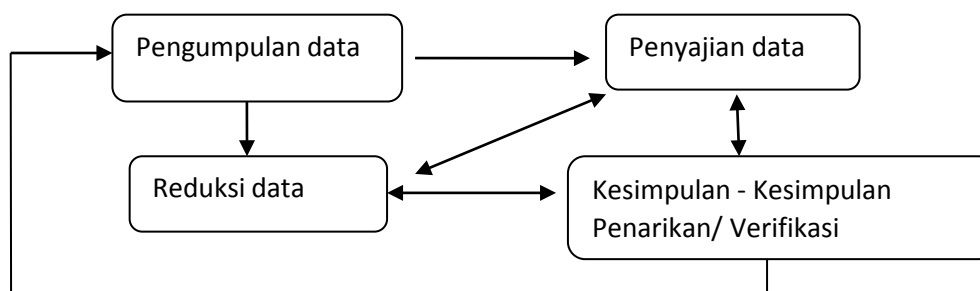 Pengumpulan data
Penyajian data
Reduksi data
Kesimpulan - Kesimpulan
Penarikan/ Verifikasi